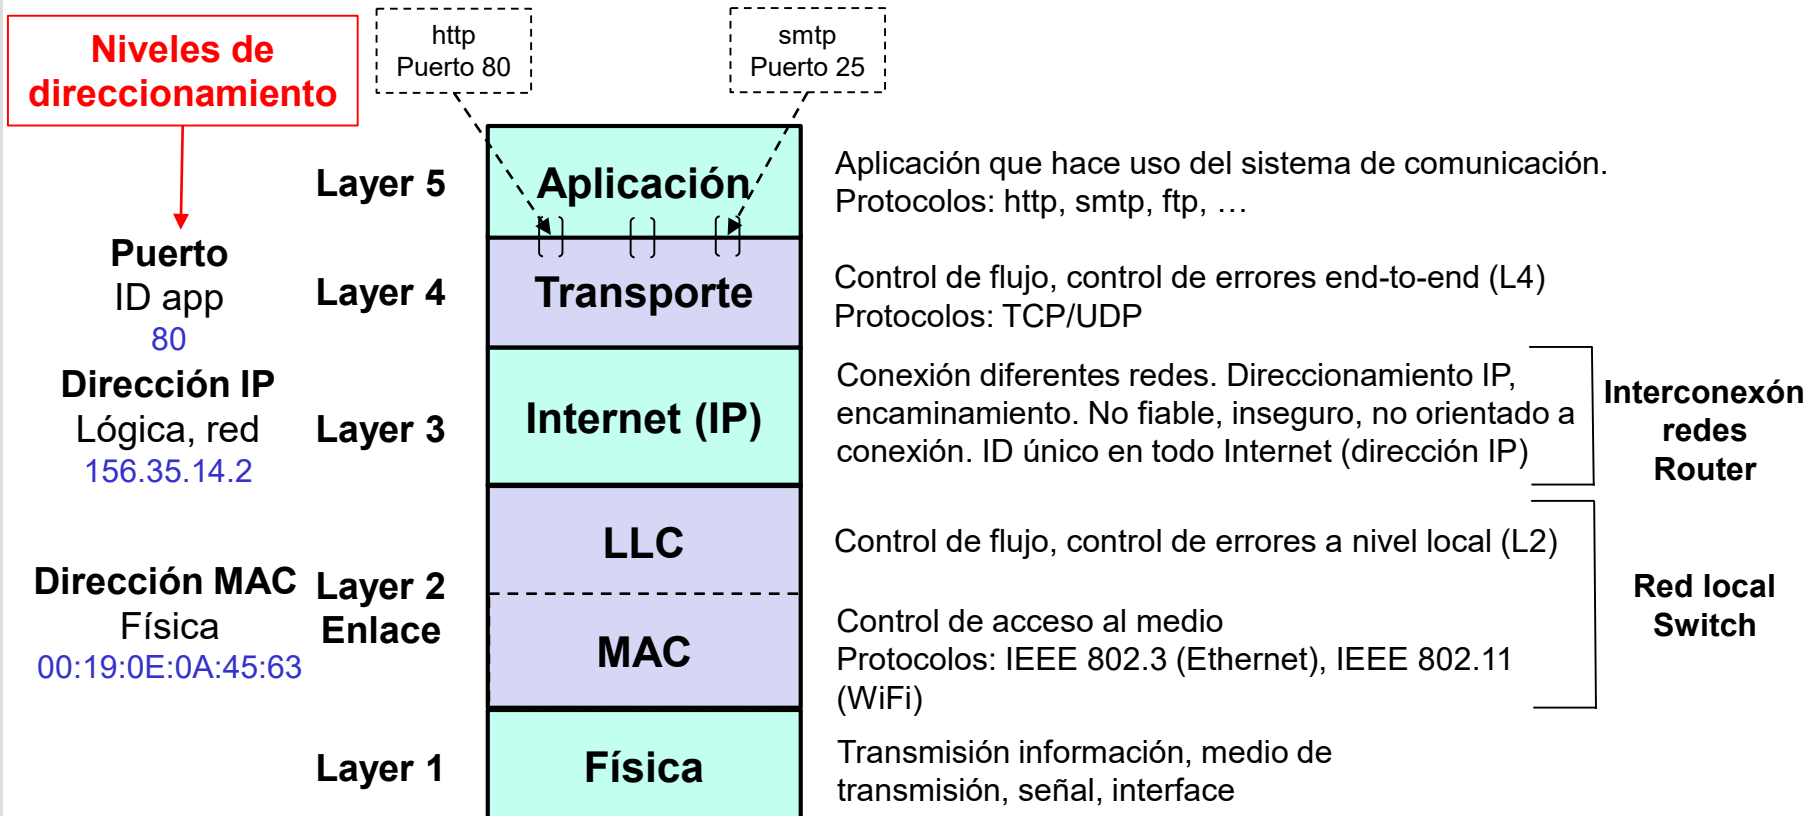 Niveles de
direccionamiento
http
Puerto 80
smtp
Puerto 25
Layer 5
Aplicación
Aplicación que hace uso del sistema de comunicación.
Protocolos: http, smtp, ftp, …
Puerto
ID app
80
Layer 4
Transporte
Control de flujo, control de errores end-to-end (L4)
Protocolos: TCP/UDP
Dirección IP
Lógica, red
156.35.14.2
Layer 3
Internet (IP)
Conexión diferentes redes. Direccionamiento IP,
encaminamiento. No fiable, inseguro, no orientado a
conexión. ID único en todo Internet (dirección IP)
Interconexón
redes
Router
Dirección MAC
Física
00:19:0E:0A:45:63
Layer 2
Enlace
LLC
Control de flujo, control de errores a nivel local (L2)
MAC
Control de acceso al medio
Protocolos: IEEE 802.3 (Ethernet), IEEE 802.11
(WiFi)
Red local
Switch
Layer 1
Física
Transmisión información, medio de
transmisión, señal, interface